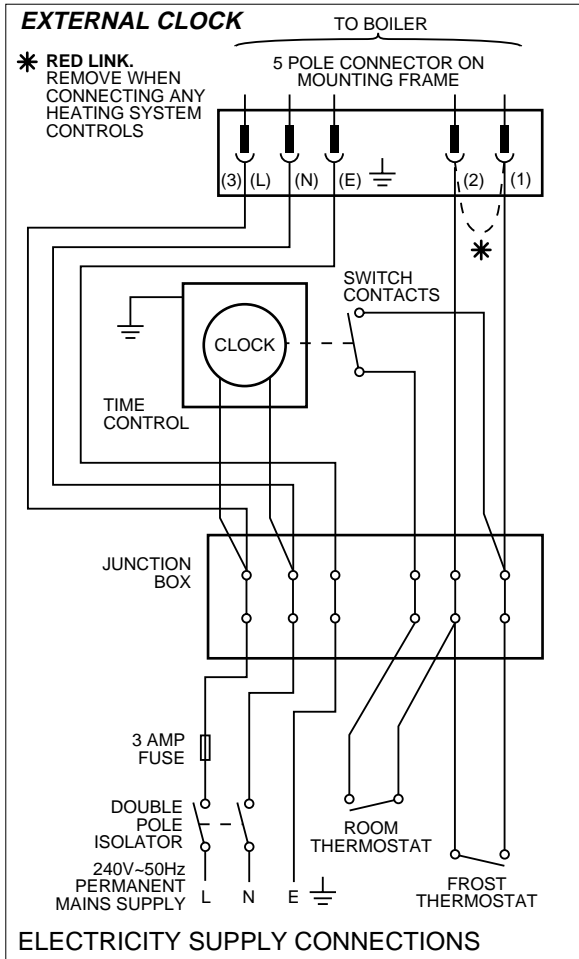 EXTERNAL CLOCK
TO BOILER
✱ RED LINK.
REMOVE WHEN
CONNECTING ANY
HEATING SYSTEM
CONTROLS
5 POLE CONNECTOR ON
MOUNTING FRAME
(3) (L) (N) (E) (2) (1)
✱
SWITCH
CONTACTS
CLOCK
TIME
CONTROL
JUNCTION
BOX
3 AMP
FUSE
DOUBLE
POLE
ISOLATOR
ROOM
THERMOSTAT
240V~50Hz
PERMANENT
MAINS SUPPLY
L N E
FROST
THERMOSTAT
ELECTRICITY SUPPLY CONNECTIONS